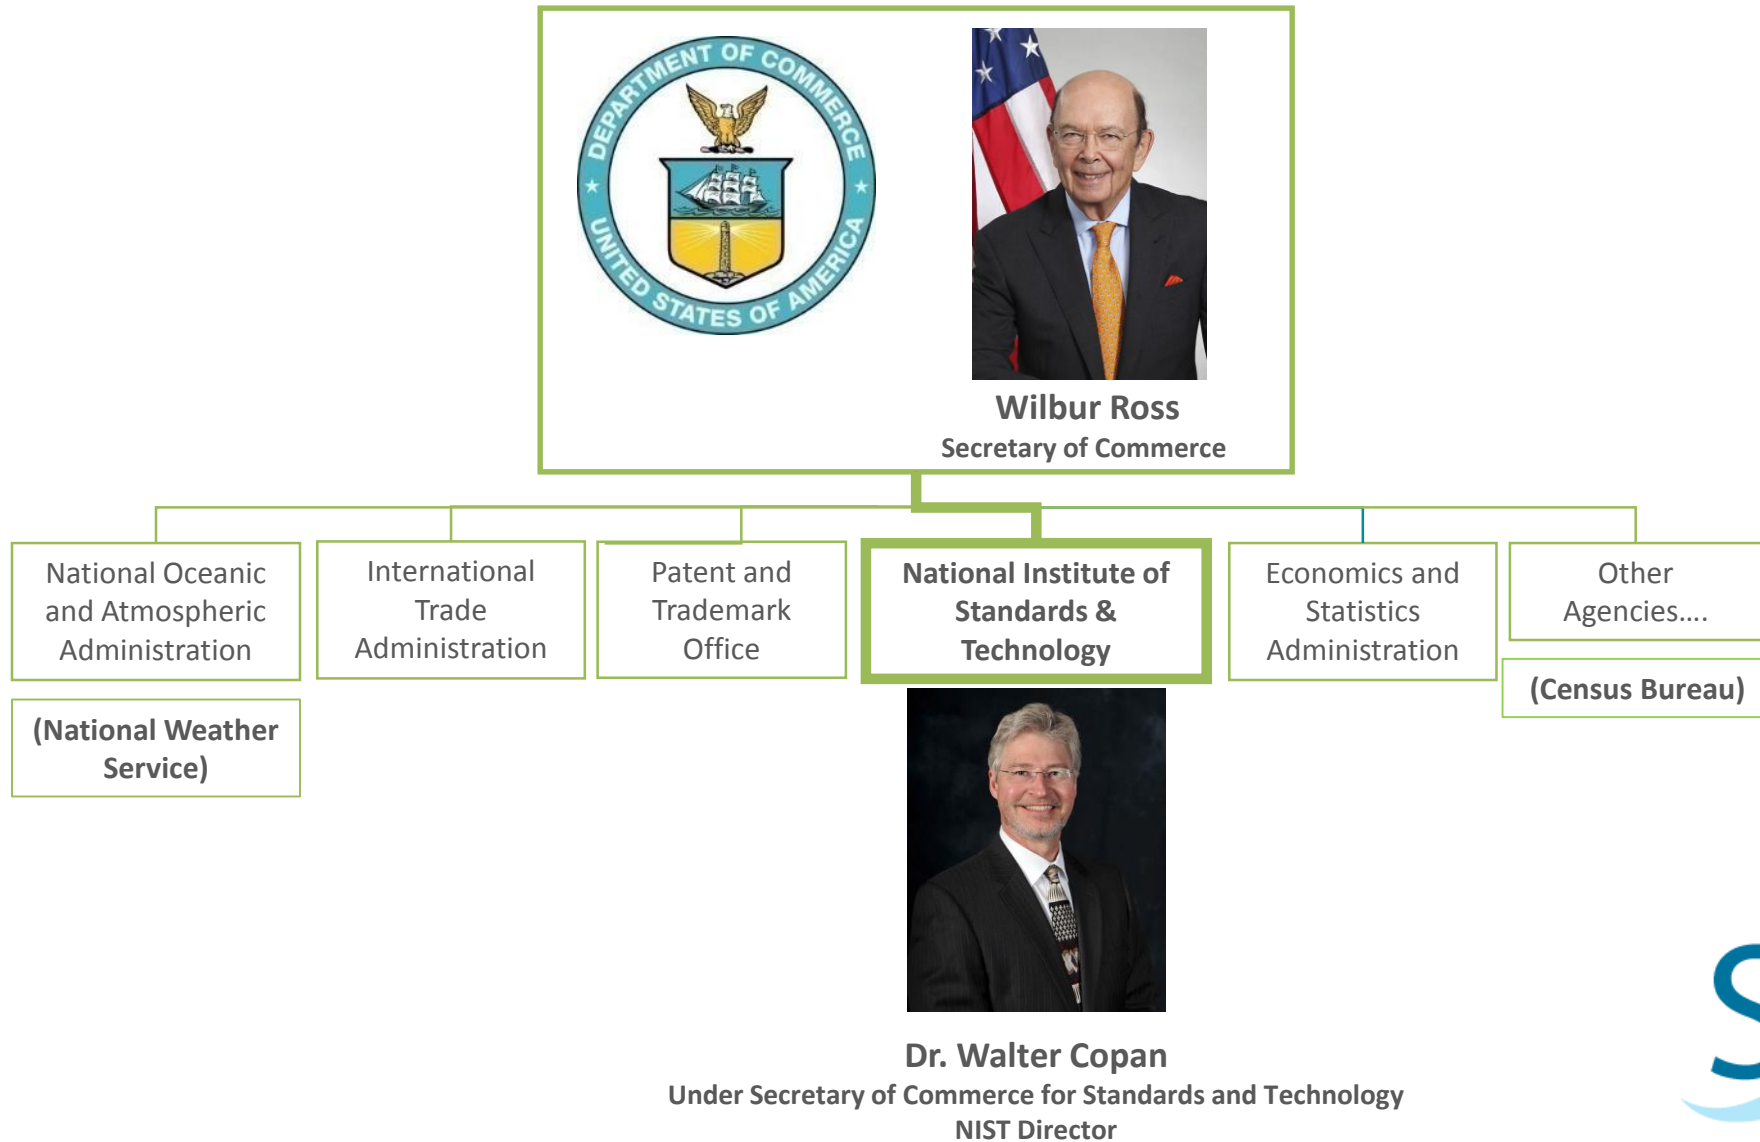 DEPARTMENT OF COMMERCE
UNITED STATES OF AMERICA
Wilbur Ross
Secretary of Commerce
National Oceanic
and Atmospheric
Administration
International
Trade
Administration
Patent and
Trademark
Office
National Institute of
Standards &
Technology
Economics and
Statistics
Administration
Other
Agencies....
(National Weather
Service)
(Census Bureau)
Dr. Walter Copan
Under Secretary of Commerce for Standards and Technology
NIST Director
S